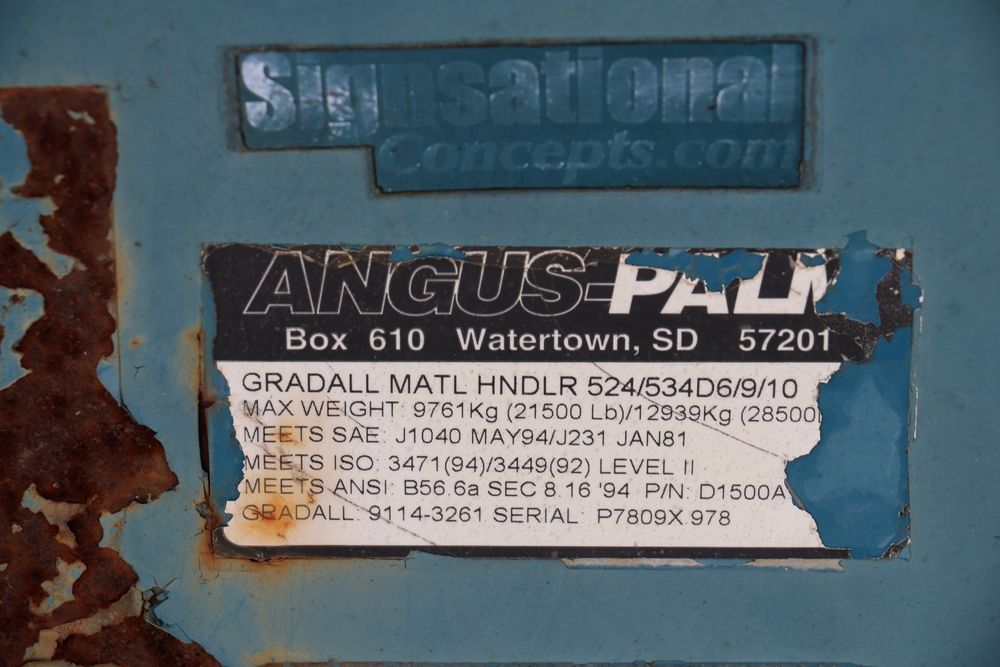 Signsational
Concepts.com
ANGUS-PALM
Box 610 Watertown, SD 57201
GRADALL MATL HNDLR 524/534D6/9/10
MAX WEIGHT: 9761Kg (21500 Lb)/12939Kg (28500
MEETS SAE: J1040 MAY94/J231 JAN81
MEETS ISO: 3471(94)/3449(92) LEVEL II
MEETS ANSI: B56.6a SEC 8.16 '94 P/N: D1500A
GRADALL: 9114-3261 SERIAL: P7809X 978